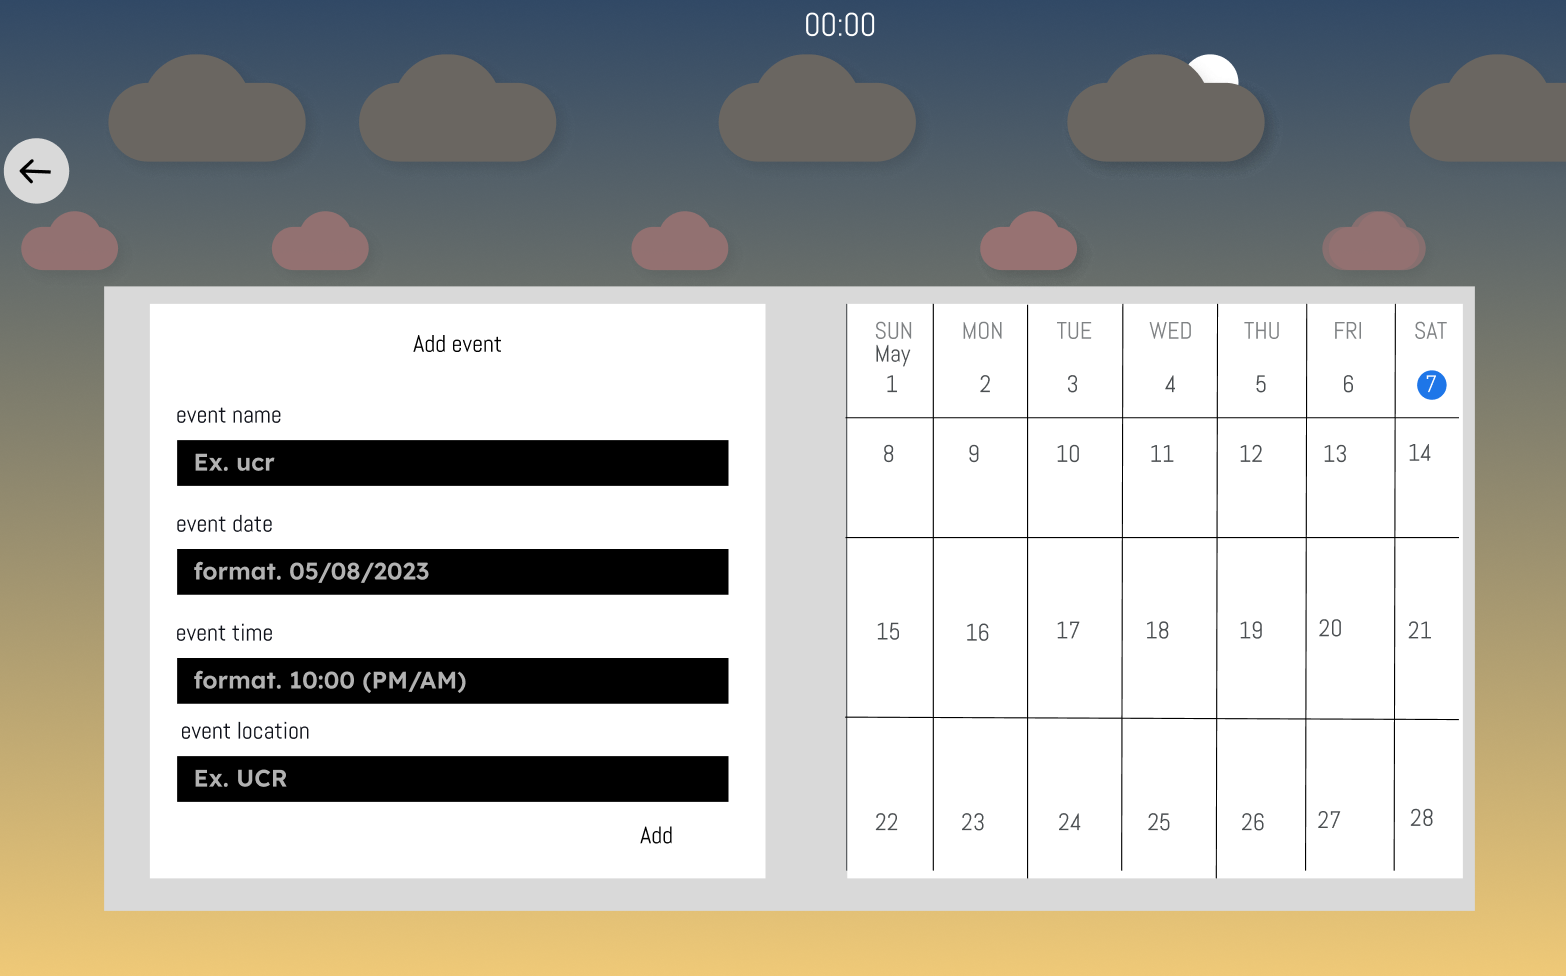 00:00
Add event
event name
Ex. ucr
event date
format. 05/08/2023
event time
format. 10:00 (PM/AM)
event location
Ex. UCR
Add
SUN MON TUE WED THU FRI SAT
May
1 2 3 4 5 6 7
8 9 10 11 12 13 14
15 16 17 18 19 20 21
22 23 24 25 26 27 28